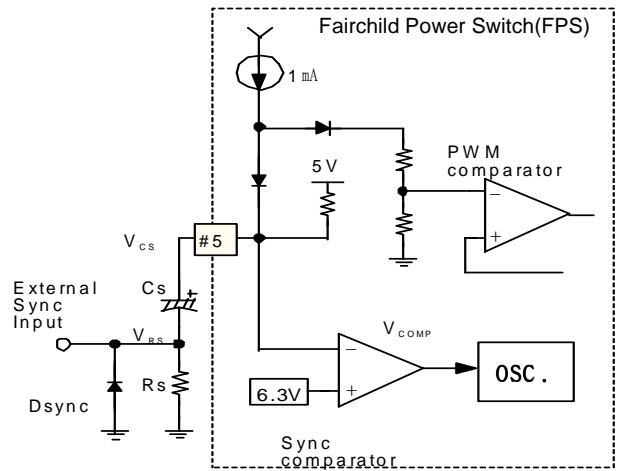 Fairchild Power Switch(FPS)
1 mA
5V
PWM
comparator
−
+
VCS
#5
External
Sync
Input
Cs
+
VRS
Rs
Dsync
VCOMP
−
+
6.3V
OSC.
Sync
comparator